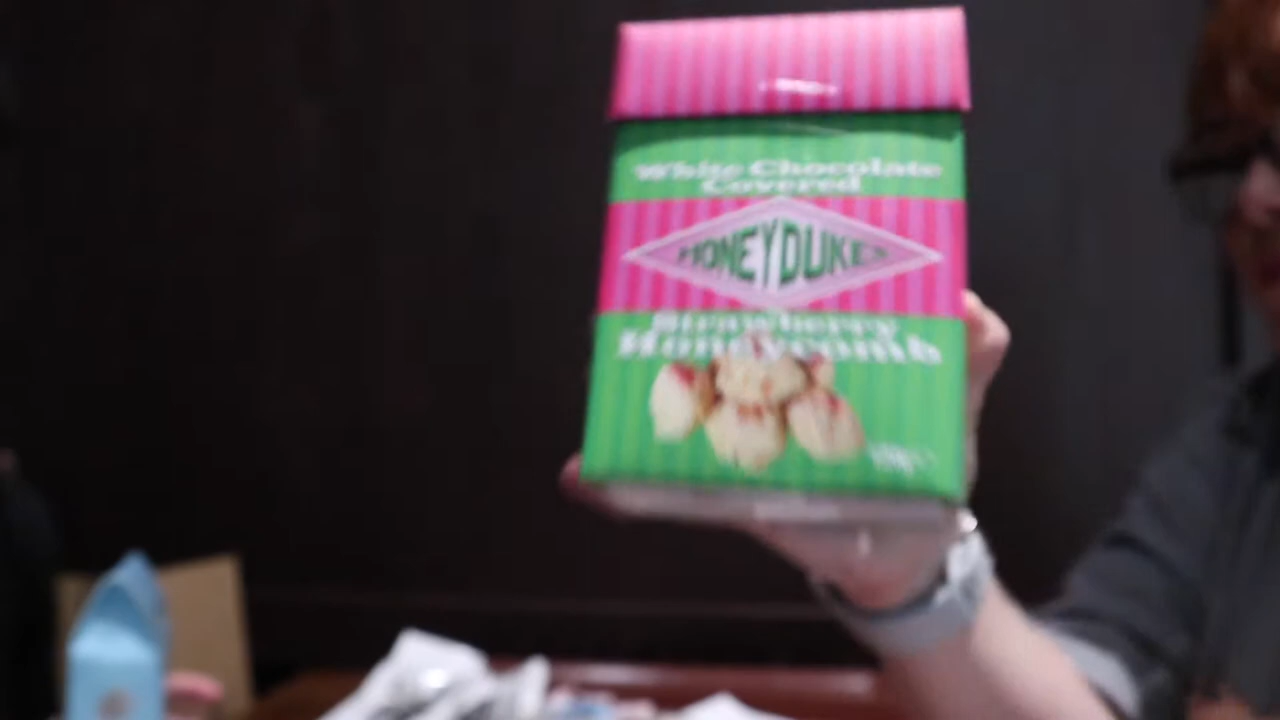 White Chocolate
Covered
HONEYDUKES
Strawberry
Honeycomb